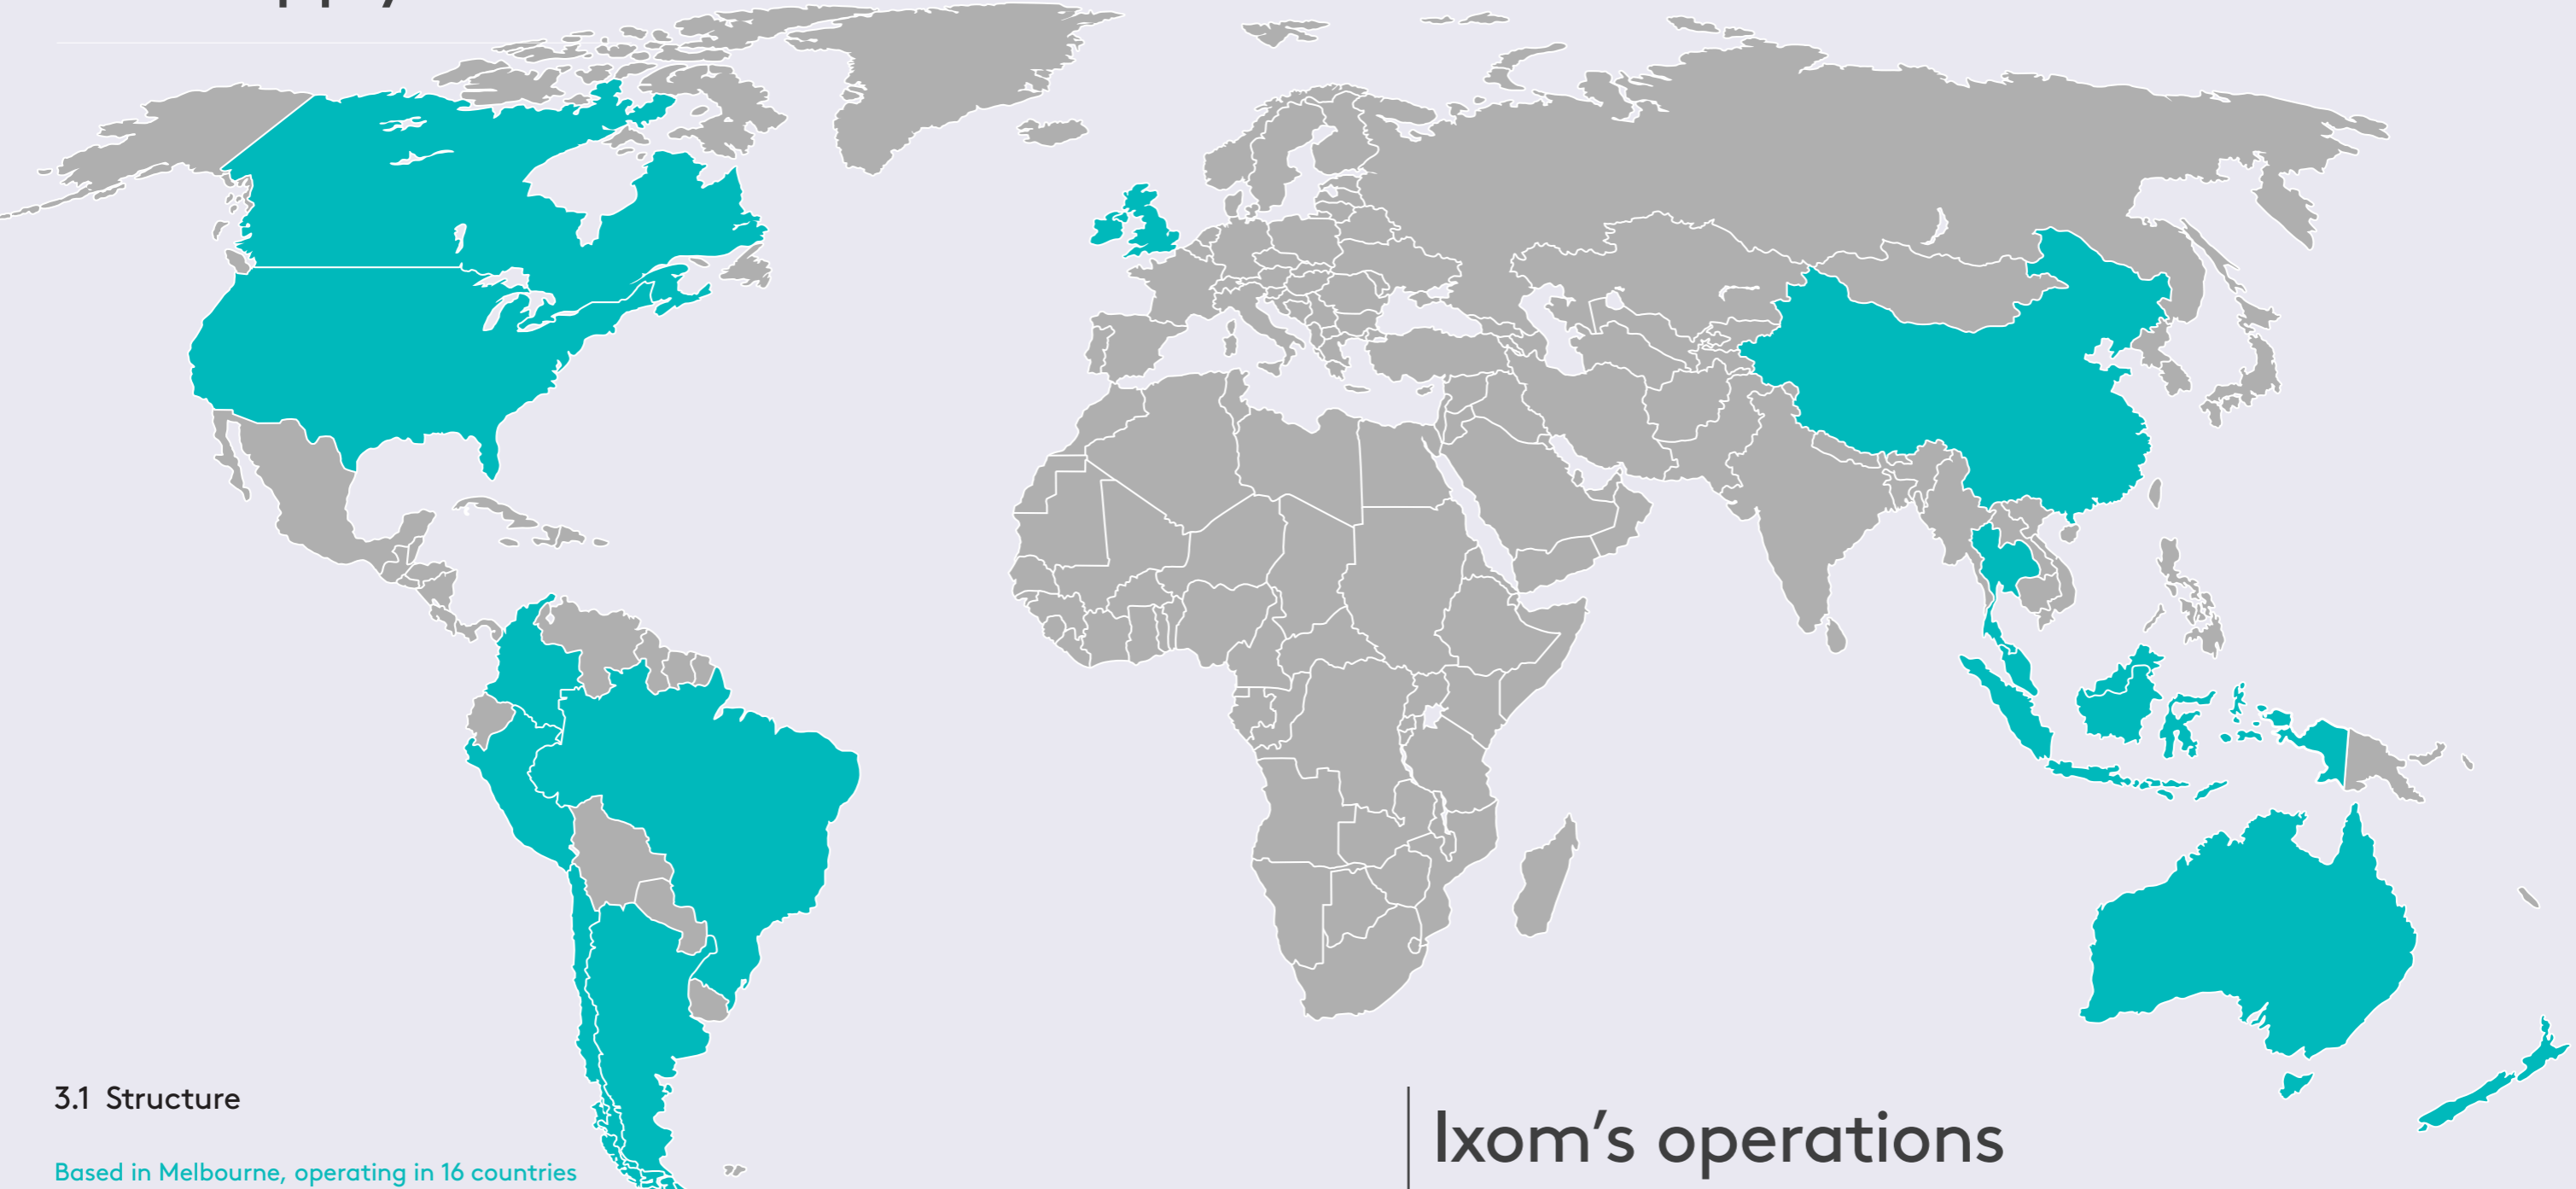 3.1 Structure
Based in Melbourne, operating in 16 countries
Ixom’s operations